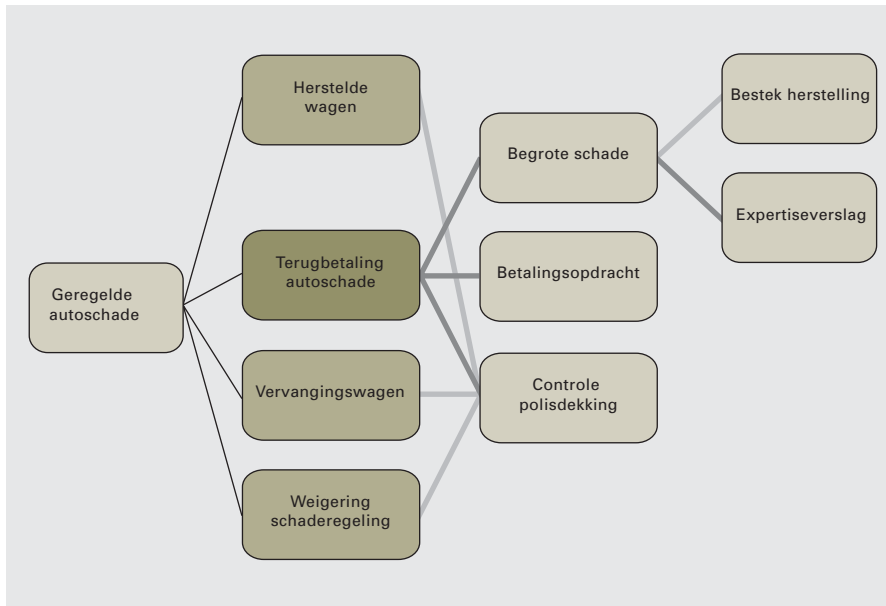 Geregelde
autoschade
Herstelde
wagen
Terugbetaling
autoschade
Vervangingswagen
Weigering
schaderegeling
Begrote schade
Betalingsopdracht
Controle
polisdekking
Bestek herstelling
Expertiseverslag